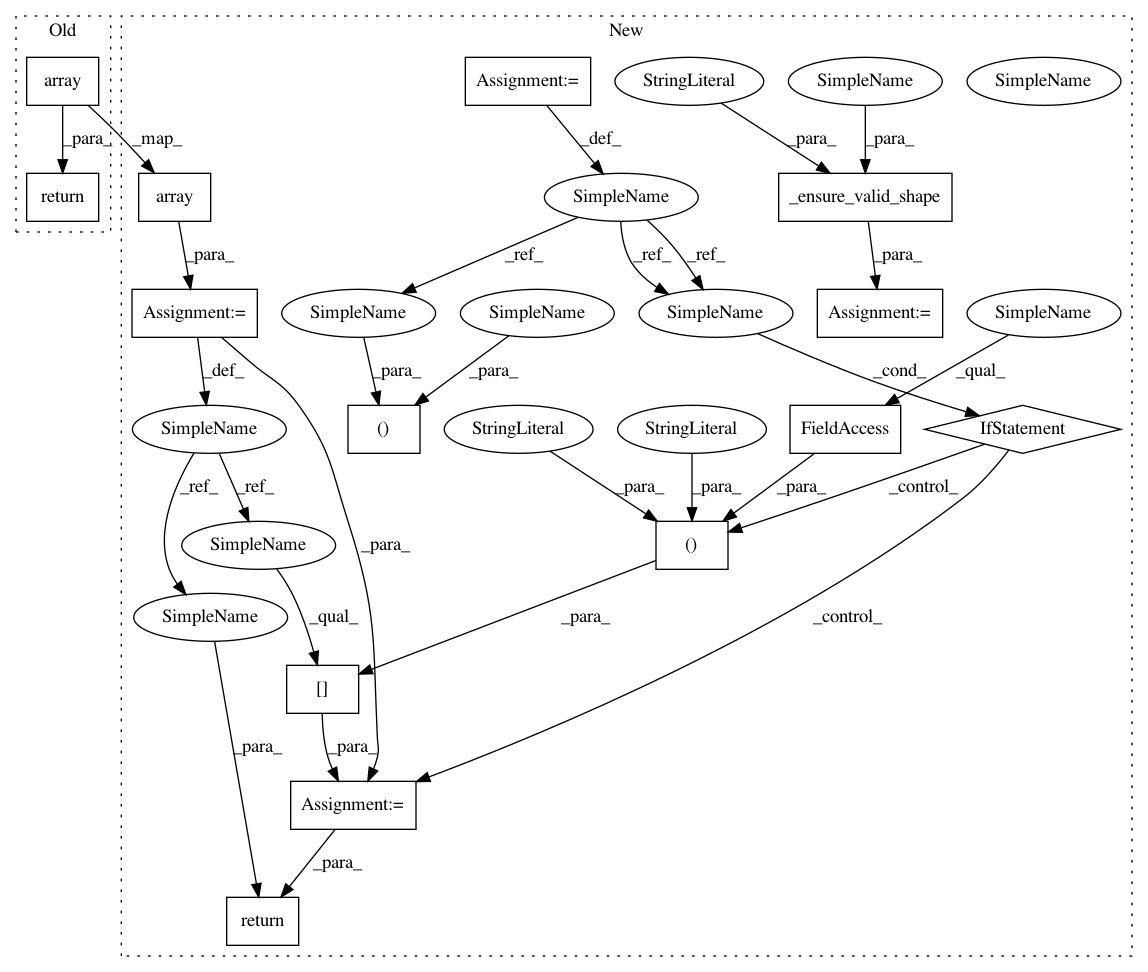 Old
New
array
Assignment:=
StringLiteral
SimpleName
SimpleName
_para_
_map_
_def_
_para_
_para_
return
array
SimpleName
_ensure_valid_shape
_para_
_ref_
_ref_
_ref_
_para_
Assignment:=
SimpleName
SimpleName
SimpleName
Assignment:=
SimpleName
_def_
_para_
_para_
_cond_
_qual_
SimpleName
()
StringLiteral
StringLiteral
FieldAccess
IfStatement
_ref_
_ref_
_para_
_para_
_para_
_control_
SimpleName
_para_
()
SimpleName
_qual_
_para_
_control_
[]
_para_
_para_
Assignment:=
_para_
return